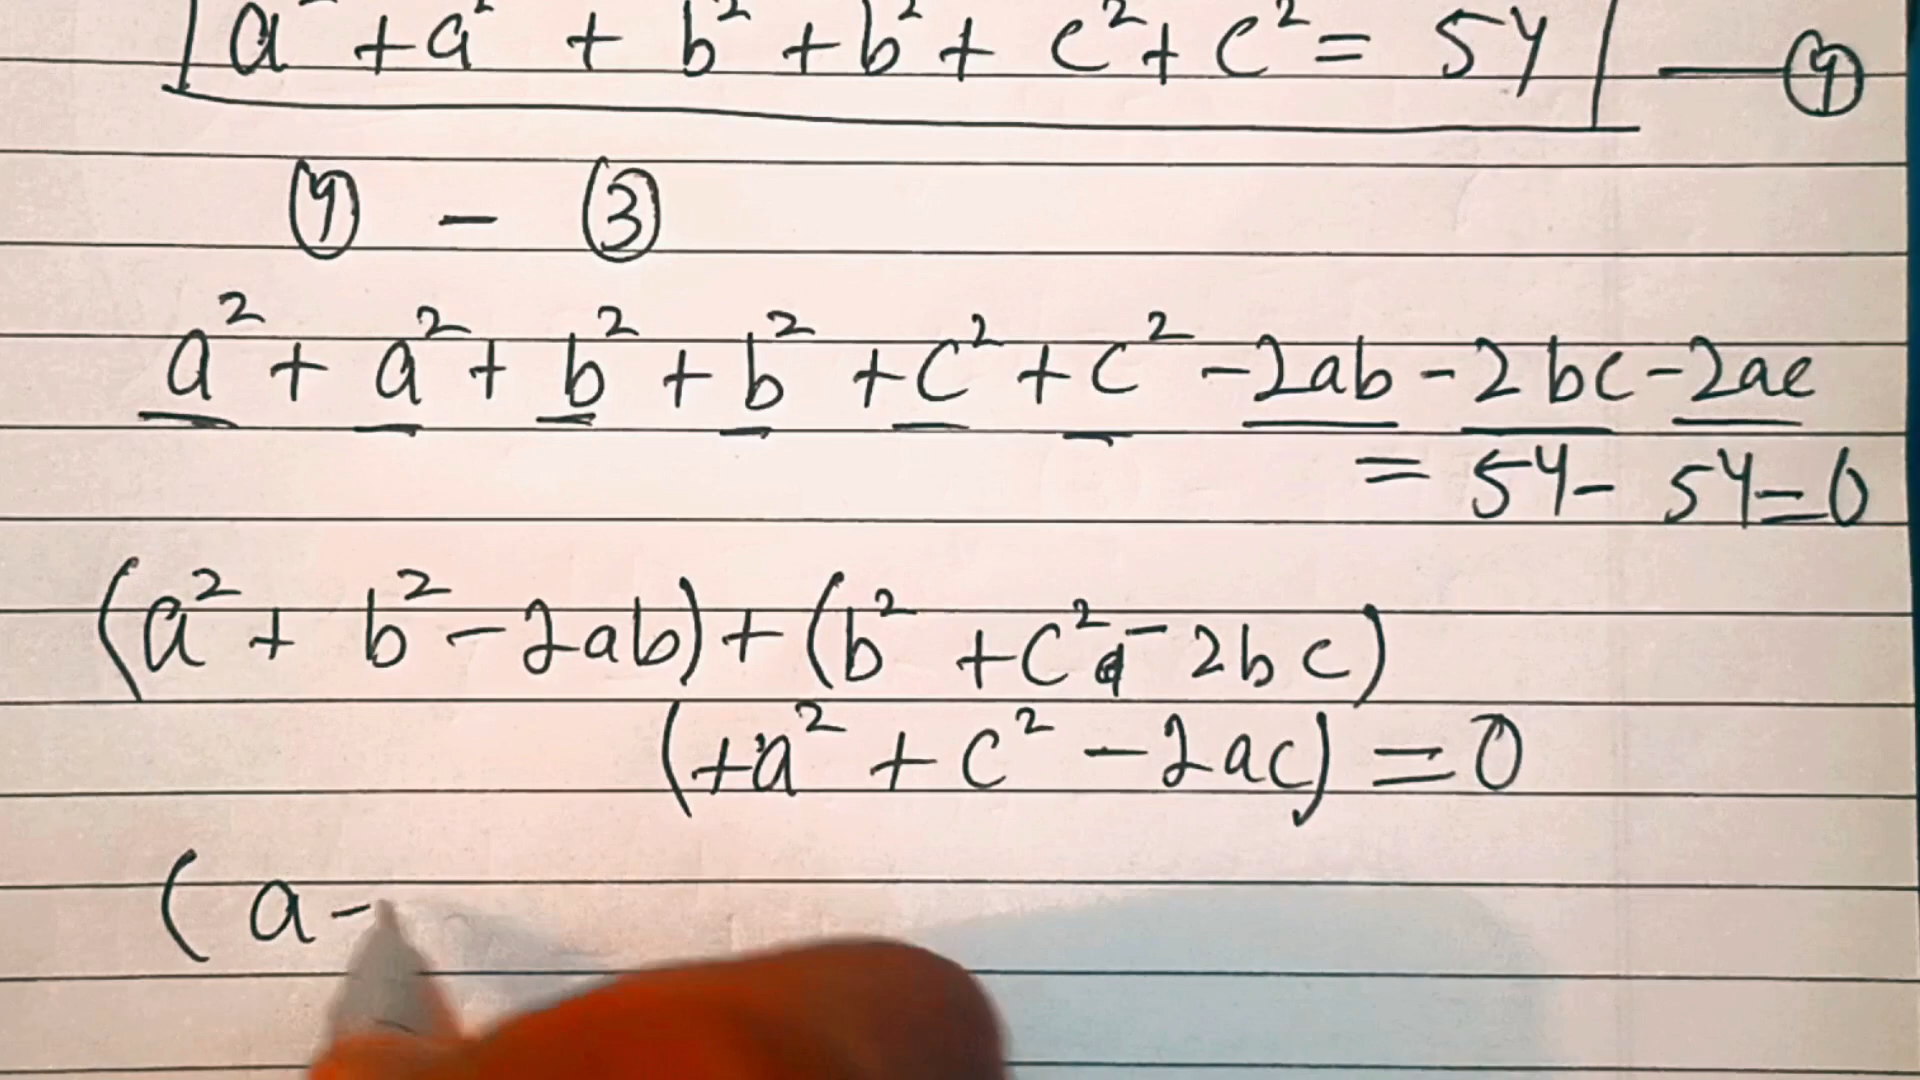 a² + a² + b² + b² + c² + c² = 54 — ④
④ - ③
a² + a² + b² + b² + c² + c² - 2ab - 2bc - 2ac
= 54 - 54 = 0
(a² + b² - 2ab) + (b² + c² - 2bc)
(+a² + c² - 2ac) = 0
( a -